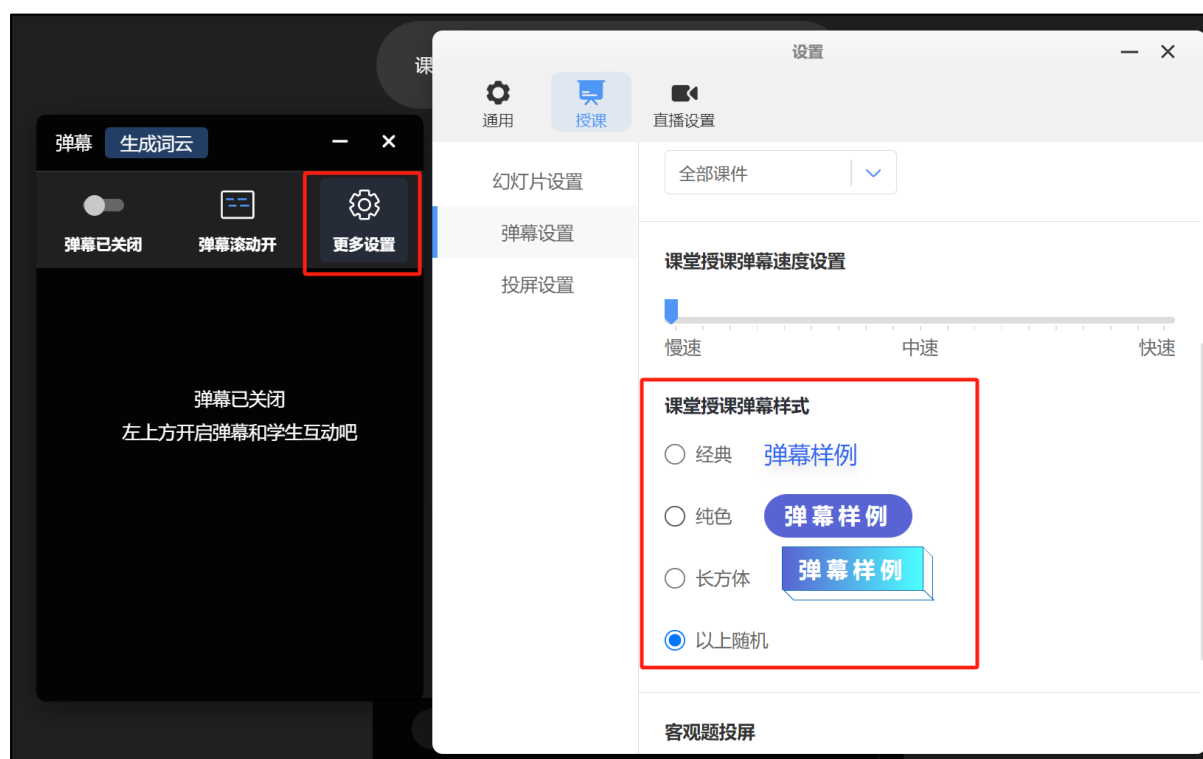 课
弹幕 生成词云
弹幕已关闭 弹幕滚动开 更多设置
弹幕已关闭
左上方开启弹幕和学生互动吧
设置
通用 授课 直播设置
幻灯片设置
弹幕设置
投屏设置
全部课件
课堂授课弹幕速度设置
慢速 中速 快速
课堂授课弹幕样式
经典 弹幕样例
纯色 弹幕样例
长方体 弹幕样例
以上随机
客观题投屏